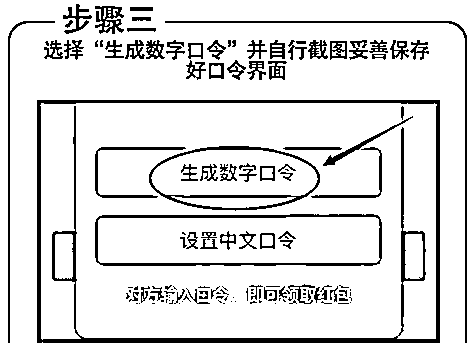 步骤三
选择“生成数字口令”并自行截图妥善保存
好口令界面
生成数字口令
设置中文口令
对方输入口令，即可领取红包